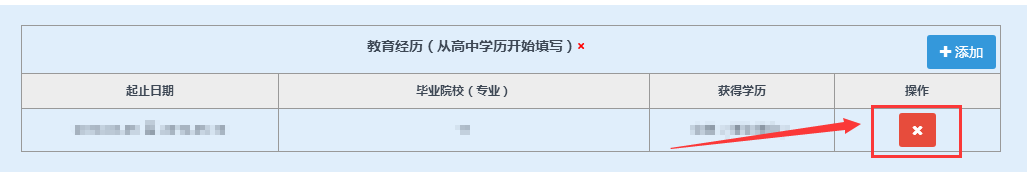 教育经历（从高中学历开始填写）×
+ 添加
起止日期 毕业院校（专业） 获得学历 操作
×